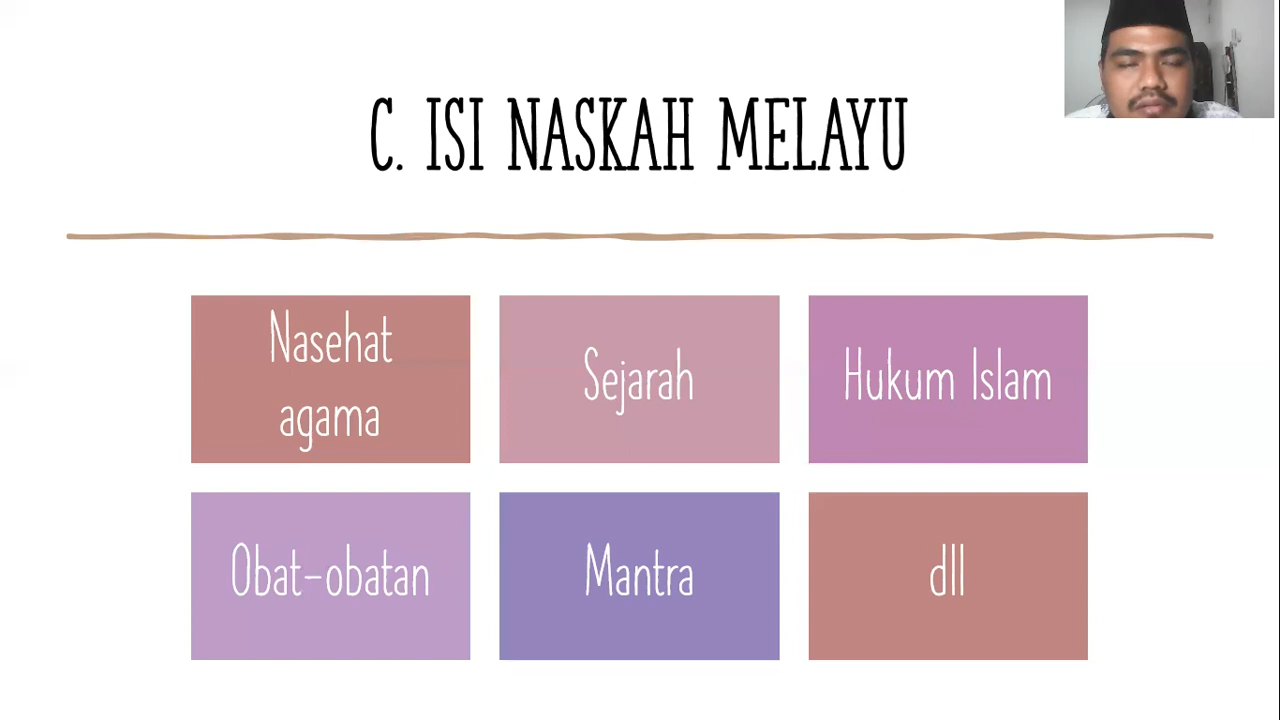 C. ISI NASKAH MELAYU
Nasehat
agama
Sejarah
Hukum Islam
Obat-obatan
Mantra
dll